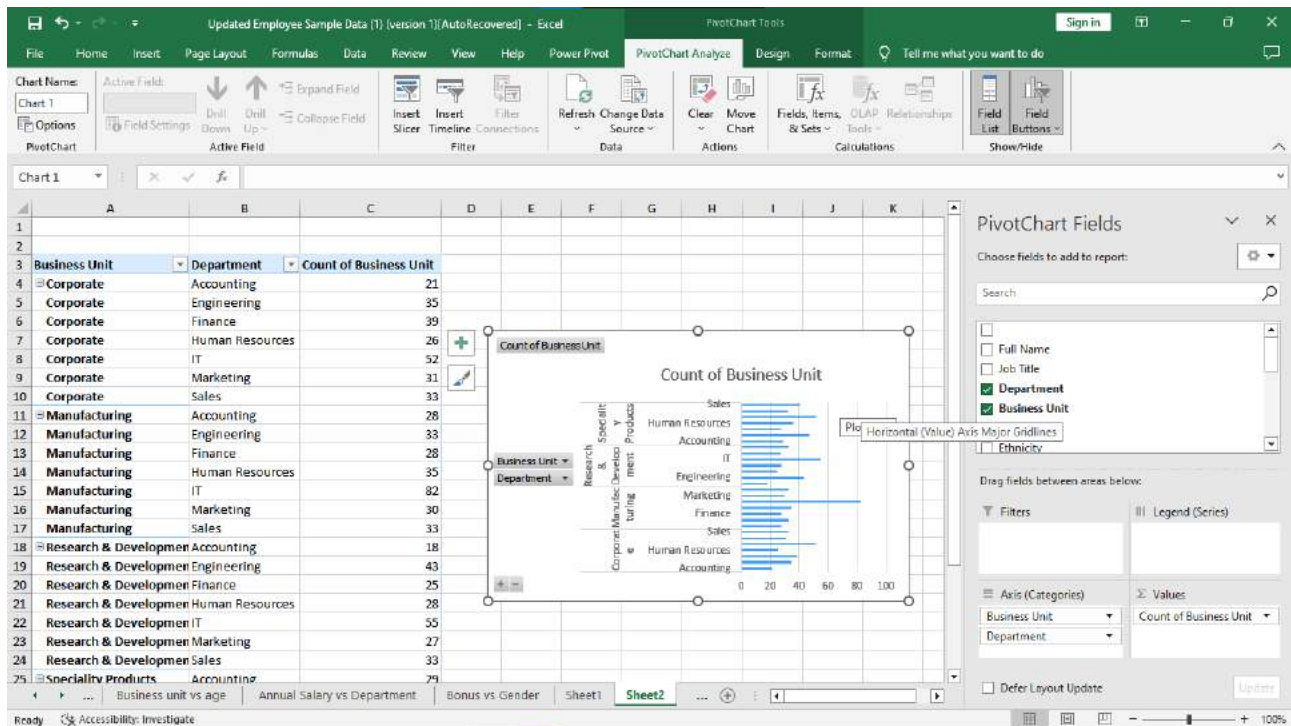 Updated Employee Sample Data (1) (version 1)[AutoRecovered] - Excel
PivotChart Tools
Sign in
File Home Insert Page Layout Formulas Data Review View Help Power Pivot PivotChart Analyze Design Format Tell me what you want to do
Chart Name:
Chart 1
Options
PivotChart
Active Field:
Field Settings
Drill Down
Drill Up
Expand Field
Collapse Field
Active Field
Insert Slicer
Insert Timeline
Filter Connections
Filter
Refresh
Change Data Source
Data
Clear
Move Chart
Actions
Fields, Items, & Sets
OLAP Tools
Relationships
Calculations
Field List
Field Buttons
Show/Hide
Chart 1
fx
A B C D E F G H I J K
1
2
3 Business Unit Department Count of Business Unit
4 Corporate Accounting 21
5 Corporate Engineering 35
6 Corporate Finance 39
7 Corporate Human Resources 26
8 Corporate IT 52
9 Corporate Marketing 31
10 Corporate Sales 33
11 Manufacturing Accounting 28
12 Manufacturing Engineering 33
13 Manufacturing Finance 28
14 Manufacturing Human Resources 35
15 Manufacturing IT 82
16 Manufacturing Marketing 30
17 Manufacturing Sales 33
18 Research & Developmen Accounting 18
19 Research & Developmen Engineering 43
20 Research & Developmen Finance 25
21 Research & Developmen Human Resources 28
22 Research & Developmen IT 55
23 Research & Developmen Marketing 27
24 Research & Developmen Sales 33
25 Speciality Products Accounting 29
Count of Business Unit
Count of Business Unit
Business Unit
Department
Specialit y Products
Research & Develop ment
Manufac turing
Corporat e
Sales
Human Resources
Accounting
IT
Engineering
Marketing
Finance
Sales
Human Resources
Accounting
0 20 40 60 80 100
Plo
Horizontal (Value) Axis Major Gridlines
PivotChart Fields
Choose fields to add to report:
Search
Full Name
Job Title
Department
Business Unit
Ethnicity
Drag fields between areas below:
Filters
Legend (Series)
Axis (Categories)
Values
Business Unit
Department
Count of Business Unit
Defer Layout Update
Update
... Business unit vs age Annual Salary vs Department Bonus vs Gender Sheet1 Sheet2 ...
Ready Accessibility: Investigate
100%